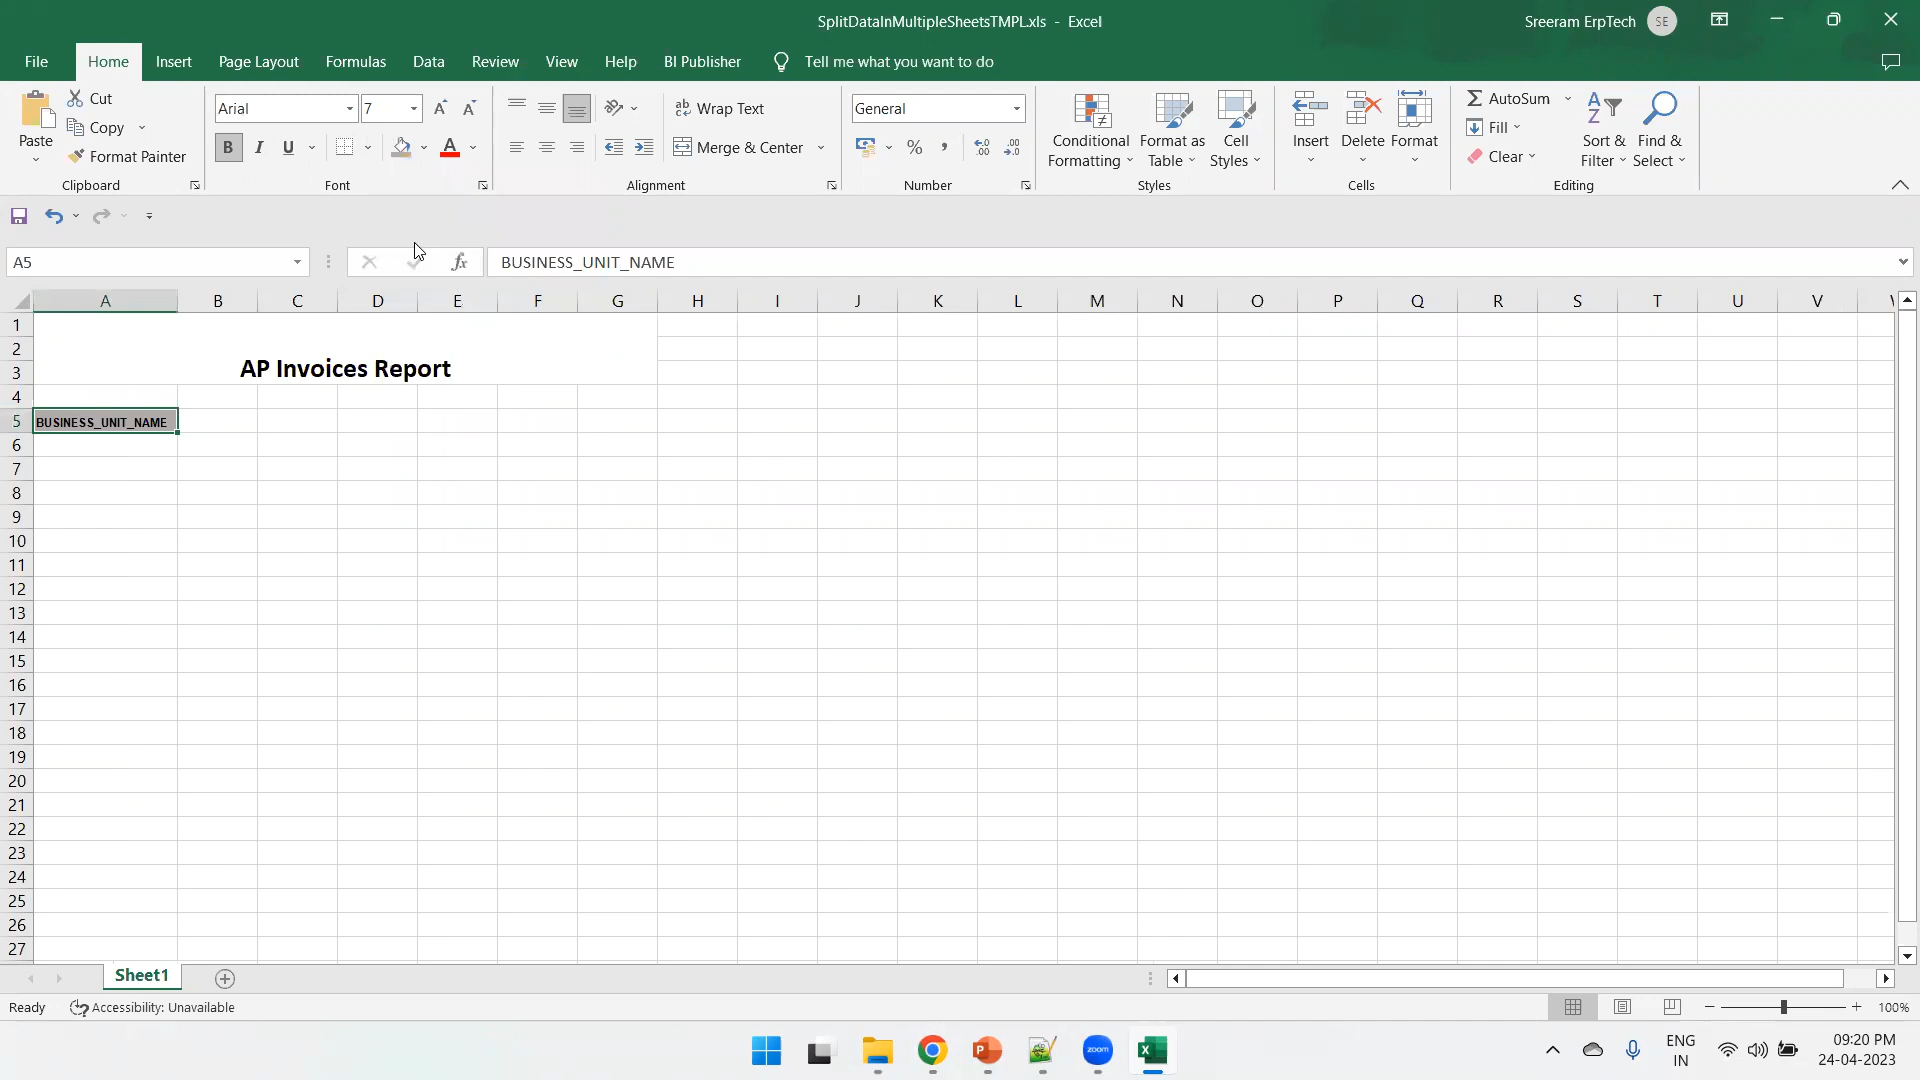 SplitDataInMultipleSheetsTMPL.xls - Excel
Sreeram ErpTech
SE
File
Home
Insert
Page Layout
Formulas
Data
Review
View
Help
BI Publisher
Tell me what you want to do
Paste
Cut
Copy
Format Painter
Clipboard
Arial
7
B I U
Font
Wrap Text
Merge & Center
Alignment
General
Number
Conditional Formatting
Format as Table
Cell Styles
Styles
Insert
Delete
Format
Cells
AutoSum
Fill
Clear
Sort & Filter
Find & Select
Editing
A5
fx
BUSINESS_UNIT_NAME
A B C D E F G H I J K L M N O P Q R S T U V
1
2
3
AP Invoices Report
4
5
BUSINESS_UNIT_NAME
6
7
8
9
10
11
12
13
14
15
16
17
18
19
20
21
22
23
24
25
26
27
Sheet1
Ready
Accessibility: Unavailable
100%
zoom
ENG
IN
09:20 PM
24-04-2023